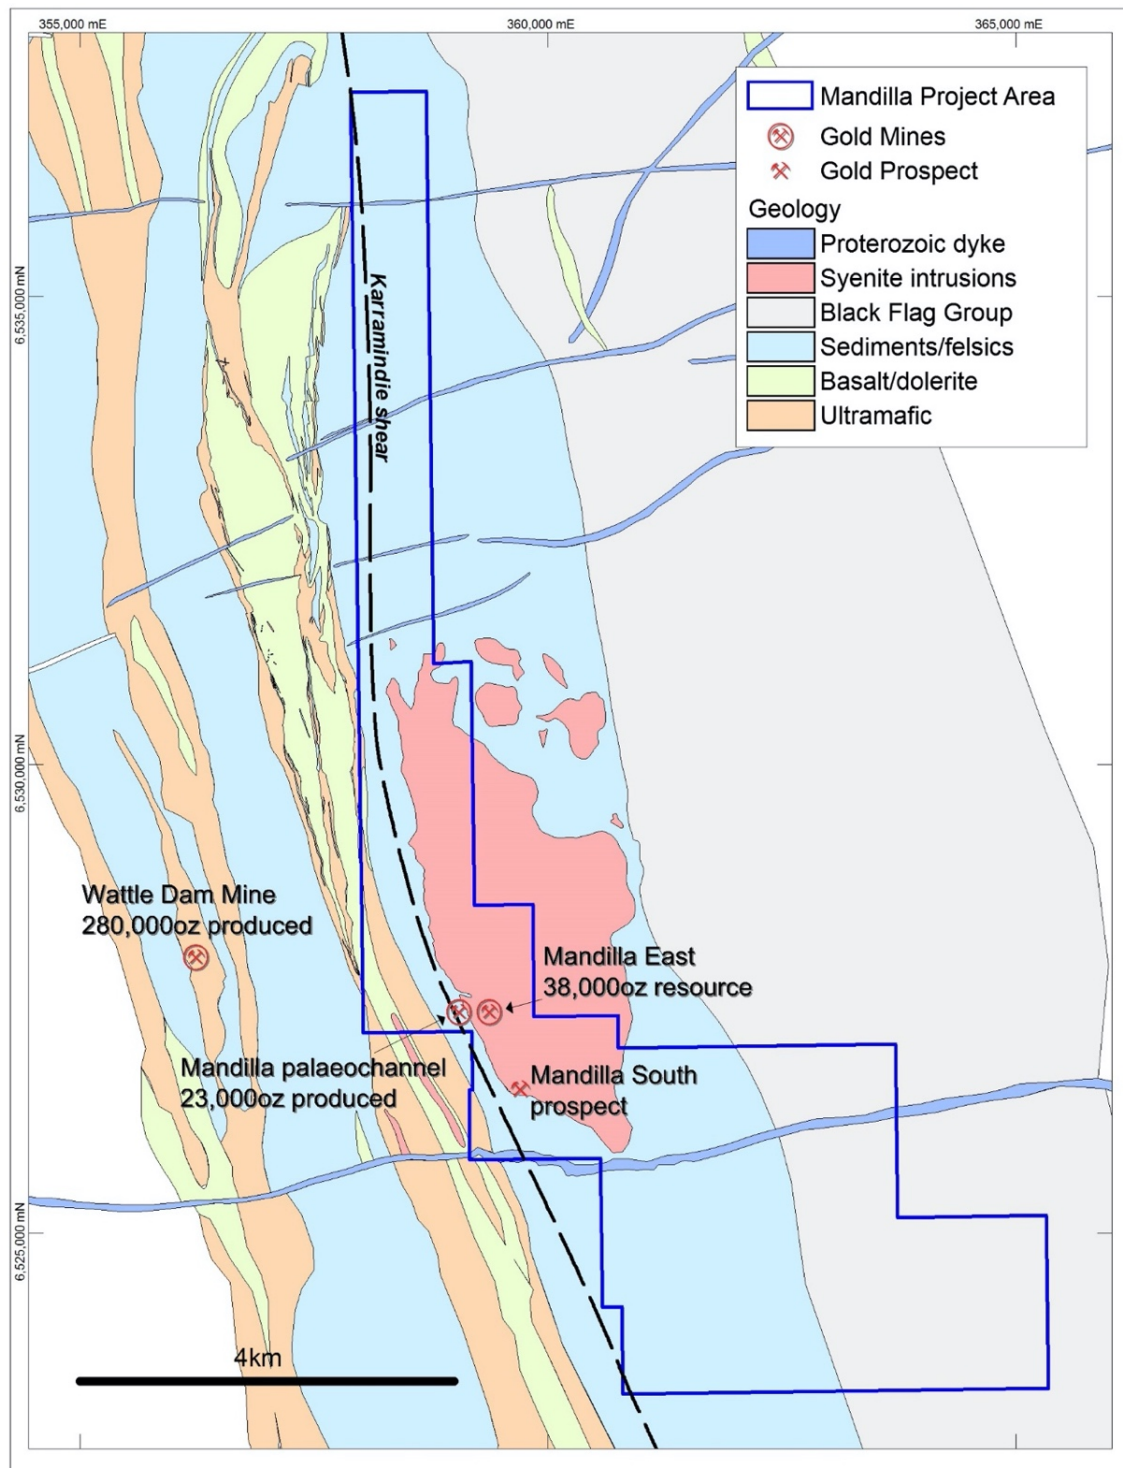 355,000 mE
360,000 mE
365,000 mE
Mandilla Project Area
Gold Mines
Gold Prospect
Geology
Proterozoic dyke
Syenite intrusions
Black Flag Group
Sediments/felsics
Basalt/dolerite
Ultramafic
6,535,000 mN
Karramindie shear
6,530,000 mN
Wattle Dam Mine
280,000oz produced
Mandilla East
38,000oz resource
Mandilla palaeochannel
23,000oz produced
Mandilla South
prospect
6,525,000 mN
4km